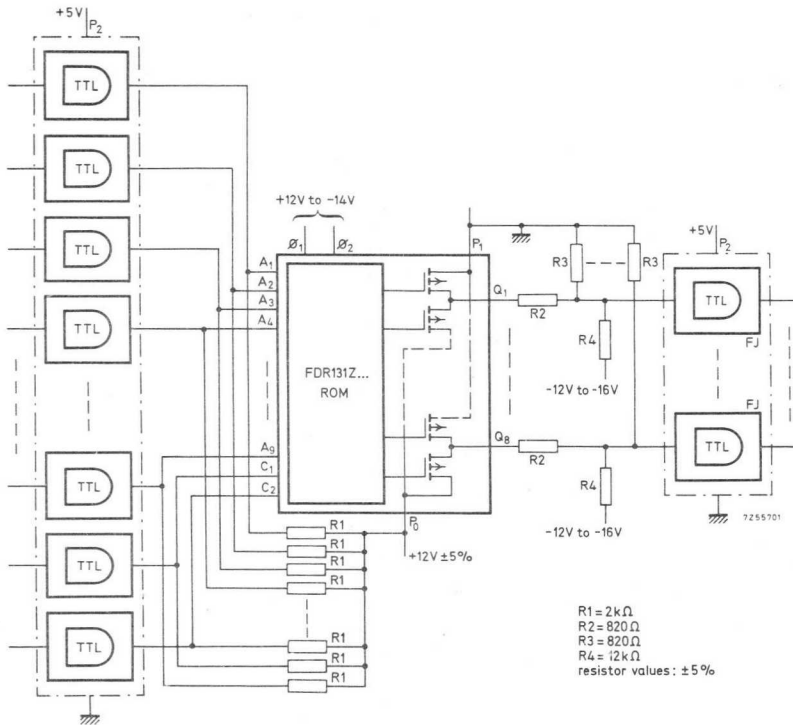 +5V
P2
TTL
TTL
TTL
TTL
TTL
TTL
TTL
+12V to -14V
Ø1 Ø2
A1
A2
A3
A4
A9
C1
C2
FDR131Z...
ROM
P1
Q1
Q8
P0
+12V ±5%
R1
R1
R1
R1
R1
R1
R1
R2
R2
R3
R3
R4
-12V to -16V
R4
-12V to -16V
+5V
P2
TTL
FJ
FJ
TTL
7Z55701
R1 = 2kΩ
R2 = 820Ω
R3 = 820Ω
R4 = 12kΩ
resistor values: ±5%